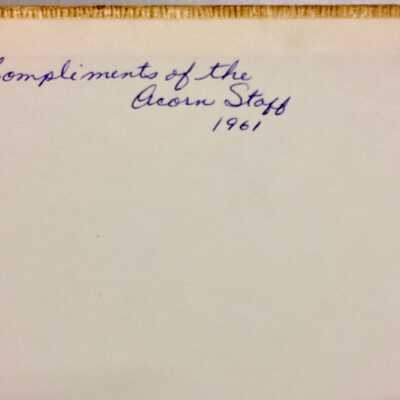 Compliments of the
Acorn Staff
1961